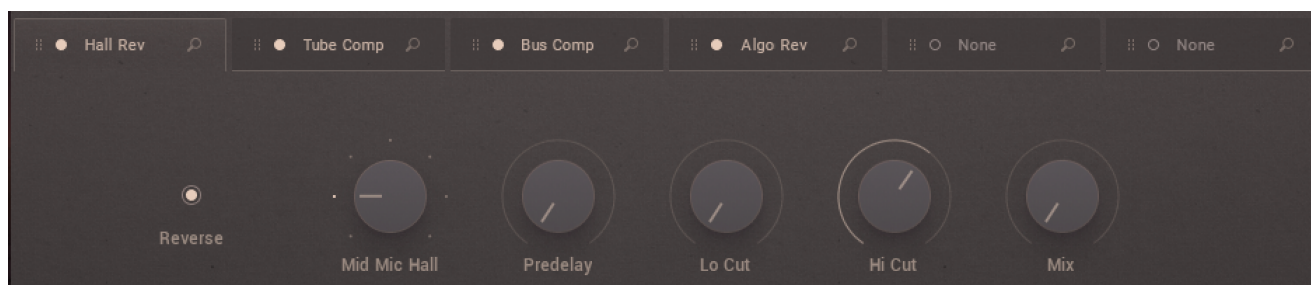 Hall Rev Tube Comp Bus Comp Algo Rev None None
Reverse
Mid Mic Hall Predelay Lo Cut Hi Cut Mix